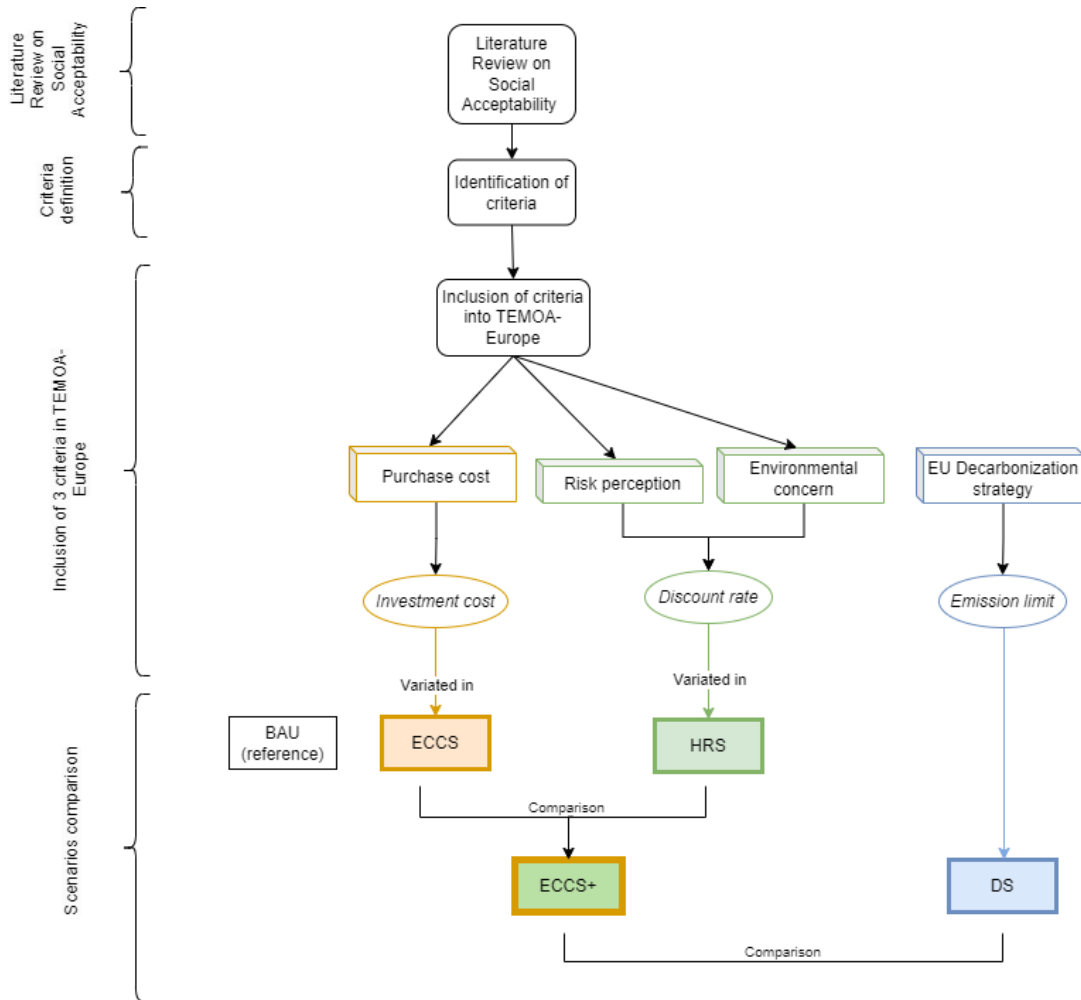 Literature
Review on
Social
Acceptability
Literature
Review on
Social
Acceptability
Criteria
definition
Identification of
criteria
Inclusion of 3 criteria in TEMOA-
Europe
Inclusion of criteria
into TEMOA-
Europe
Purchase cost
Risk perception
Environmental
concern
EU Decarbonization
strategy
Investment cost
Discount rate
Emission limit
Variated in
Variated in
Scenarios comparison
BAU
(reference)
ECCS
HRS
Comparison
ECCS+
DS
Comparison